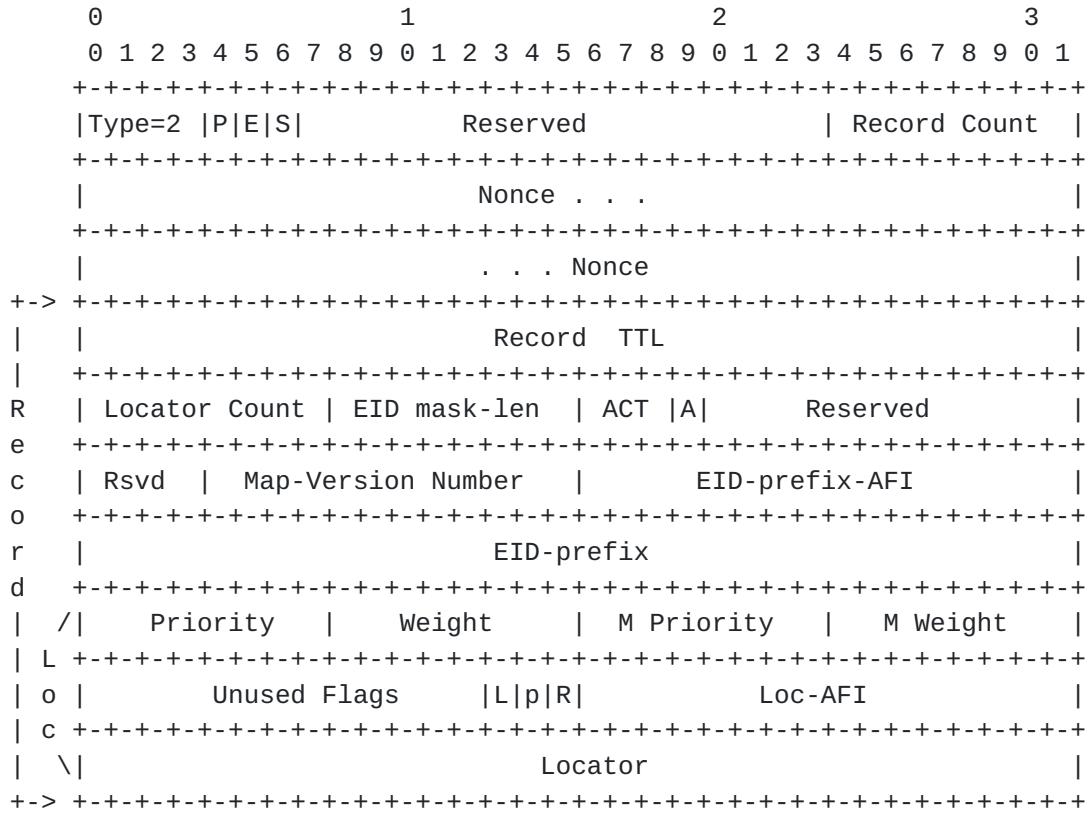 0                   1                   2                   3
        0 1 2 3 4 5 6 7 8 9 0 1 2 3 4 5 6 7 8 9 0 1 2 3 4 5 6 7 8 9 0 1
       +-+-+-+-+-+-+-+-+-+-+-+-+-+-+-+-+-+-+-+-+-+-+-+-+-+-+-+-+-+-+-+-+
       |Type=2 |P|E|S|          Reserved               | Record Count  |
       +-+-+-+-+-+-+-+-+-+-+-+-+-+-+-+-+-+-+-+-+-+-+-+-+-+-+-+-+-+-+-+-+
       |                         Nonce . . .                           |
       +-+-+-+-+-+-+-+-+-+-+-+-+-+-+-+-+-+-+-+-+-+-+-+-+-+-+-+-+-+-+-+-+
       |                         . . . Nonce                           |
   +-> +-+-+-+-+-+-+-+-+-+-+-+-+-+-+-+-+-+-+-+-+-+-+-+-+-+-+-+-+-+-+-+-+
   |   |                          Record  TTL                          |
   |   +-+-+-+-+-+-+-+-+-+-+-+-+-+-+-+-+-+-+-+-+-+-+-+-+-+-+-+-+-+-+-+-+
   R   | Locator Count | EID mask-len  | ACT |A|      Reserved         |
   e   +-+-+-+-+-+-+-+-+-+-+-+-+-+-+-+-+-+-+-+-+-+-+-+-+-+-+-+-+-+-+-+-+
   c   | Rsvd  |  Map-Version Number   |       EID-prefix-AFI          |
   o   +-+-+-+-+-+-+-+-+-+-+-+-+-+-+-+-+-+-+-+-+-+-+-+-+-+-+-+-+-+-+-+-+
   r   |                          EID-prefix                           |
   d   +-+-+-+-+-+-+-+-+-+-+-+-+-+-+-+-+-+-+-+-+-+-+-+-+-+-+-+-+-+-+-+-+
   |  /|    Priority   |    Weight     |  M Priority   |   M Weight    |
   | L +-+-+-+-+-+-+-+-+-+-+-+-+-+-+-+-+-+-+-+-+-+-+-+-+-+-+-+-+-+-+-+-+
   | o |        Unused Flags     |L|p|R|           Loc-AFI             |
   | c +-+-+-+-+-+-+-+-+-+-+-+-+-+-+-+-+-+-+-+-+-+-+-+-+-+-+-+-+-+-+-+-+
   |  \|                             Locator                           |
   +-> +-+-+-+-+-+-+-+-+-+-+-+-+-+-+-+-+-+-+-+-+-+-+-+-+-+-+-+-+-+-+-+-+